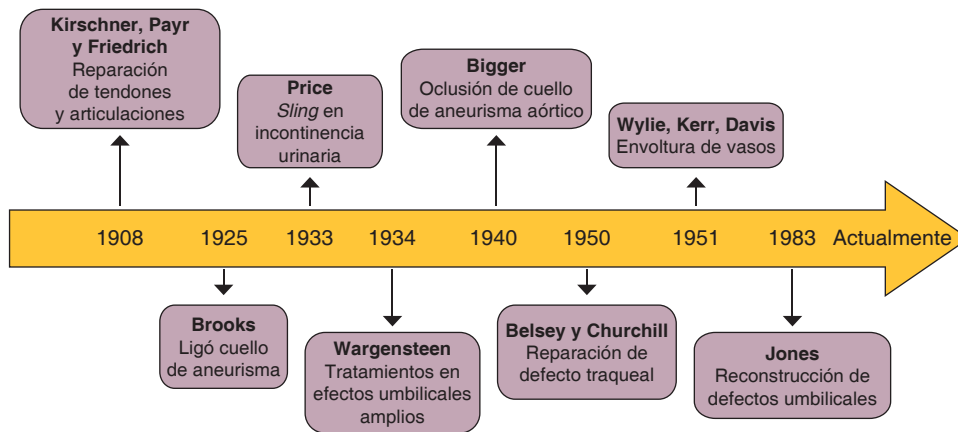 Kirschner, Payr
y Friedrich
Reparación
de tendones
y articulaciones
Price
Sling en
incontinencia
urinaria
Bigger
Oclusión de cuello
de aneurisma aórtico
Wylie, Kerr, Davis
Envoltura de vasos
1908 1925 1933 1934 1940 1950 1951 1983 Actualmente
Brooks
Ligó cuello
de aneurisma
Wargensteen
Tratamientos en
efectos umbilicales
amplios
Belsey y Churchill
Reparación de
defecto traqueal
Jones
Reconstrucción de
defectos umbilicales